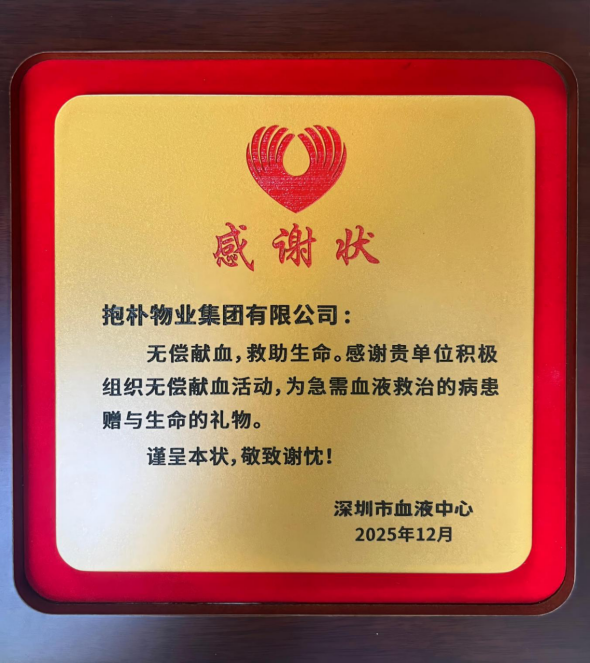 感谢状
抱朴物业集团有限公司：
无偿献血，救助生命。感谢贵单位积极
组织无偿献血活动，为急需血液救治的病患
赠与生命的礼物。
谨呈本状，敬致谢忱！
深圳市血液中心
2025年12月